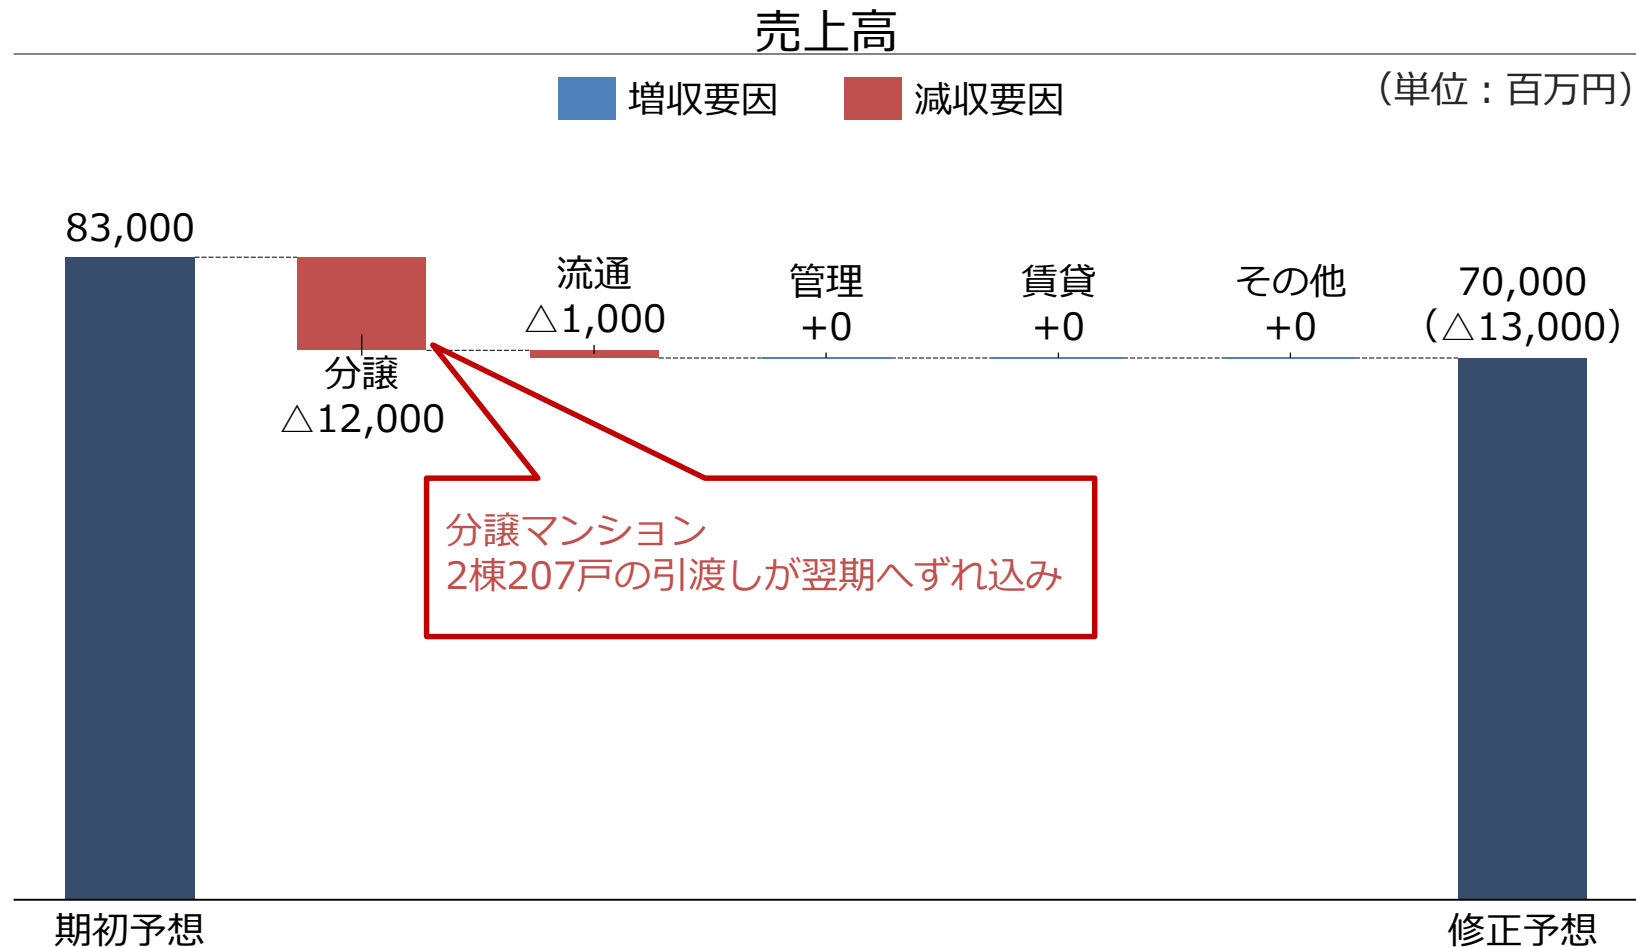 売上高
増収要因
減収要因
（単位：百万円）
83,000
分譲
△12,000
流通
△1,000
管理
+0
賃貸
+0
その他
+0
70,000
（△13,000）
分譲マンション
2棟207戸の引渡しが翌期へずれ込み
期初予想
修正予想